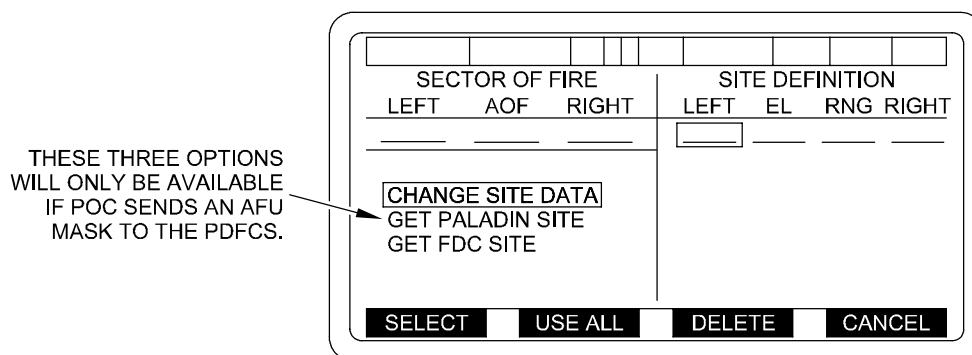 SECTOR OF FIRE
SITE DEFINITION
LEFT AOF RIGHT
LEFT EL RNG RIGHT
THESE THREE OPTIONS
WILL ONLY BE AVAILABLE
IF POC SENDS AN AFU
MASK TO THE PDFCS.
CHANGE SITE DATA
GET PALADIN SITE
GET FDC SITE
SELECT USE ALL DELETE CANCEL